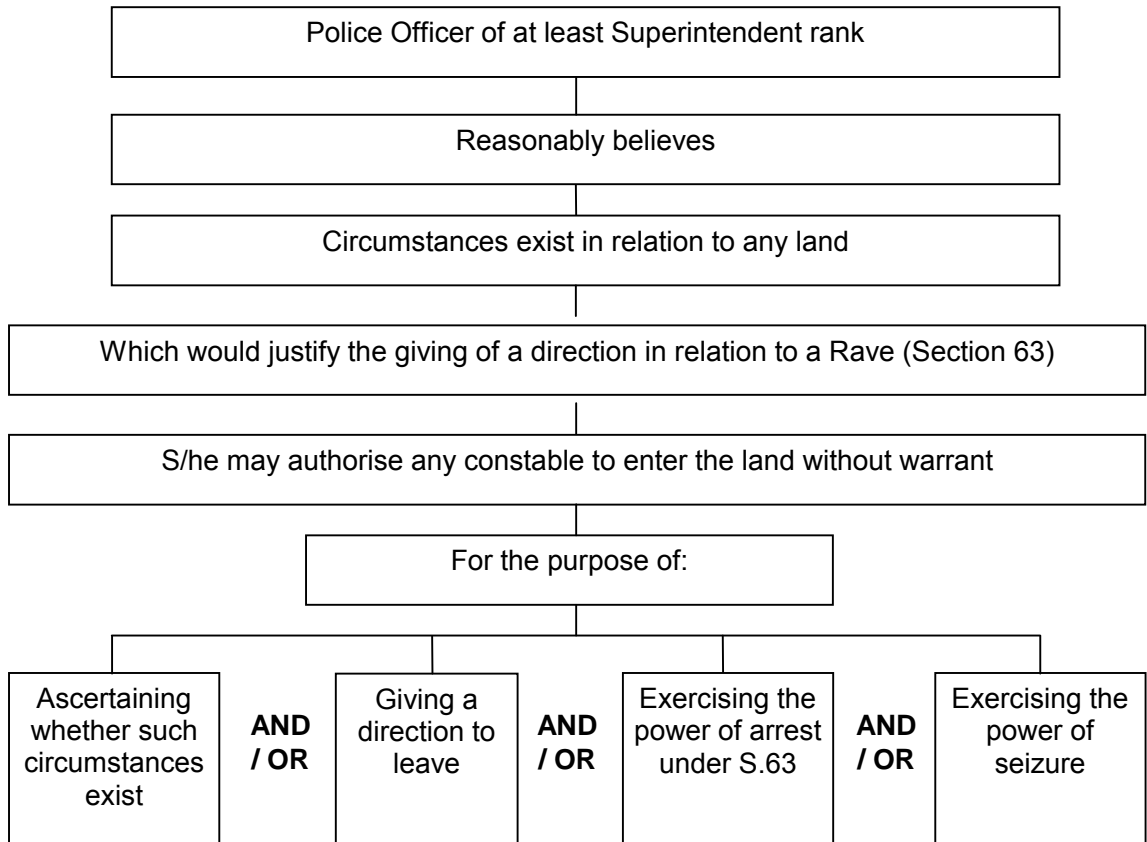 Police Officer of at least Superintendent rank
Reasonably believes
Circumstances exist in relation to any land
Which would justify the giving of a direction in relation to a Rave (Section 63)
S/he may authorise any constable to enter the land without warrant
For the purpose of:
Ascertaining
whether such
circumstances
exist
AND
/ OR
Giving a
direction to
leave
AND
/ OR
Exercising the
power of arrest
under S.63
AND
/ OR
Exercising the
power of
seizure